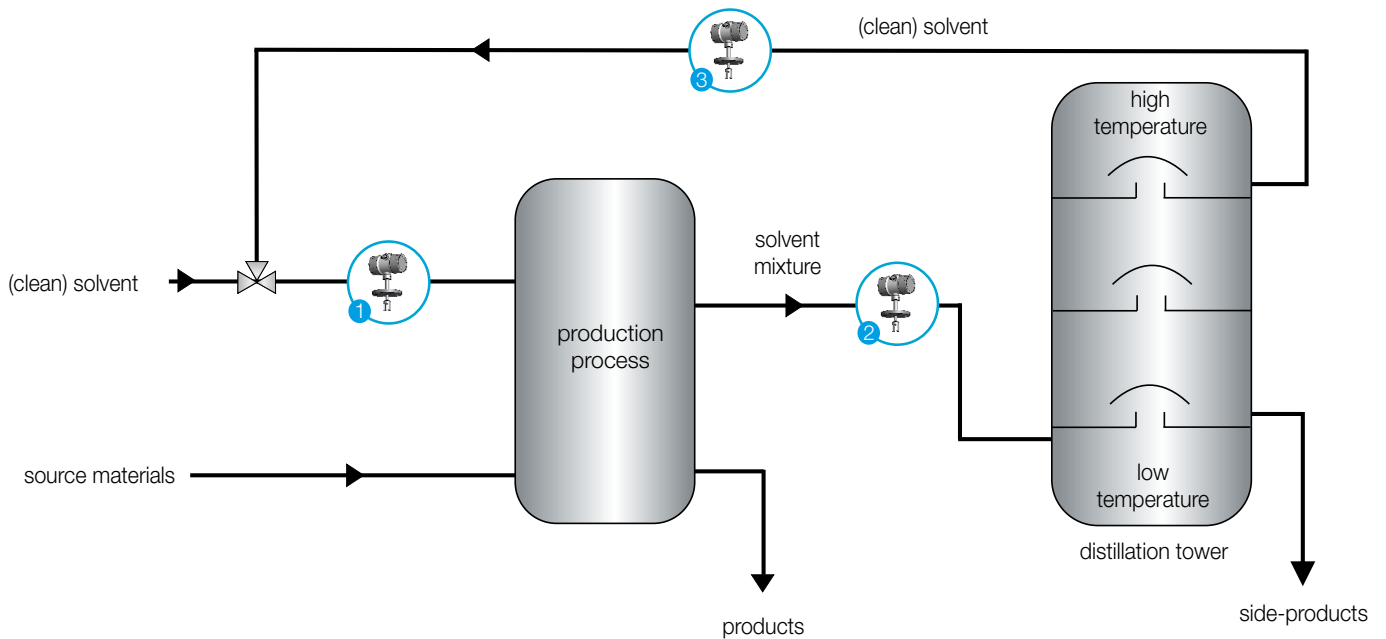 (clean) solvent
3
high
temperature
(clean) solvent
1
solvent
mixture
2
production
process
source materials
low
temperature
distillation tower
products
side-products